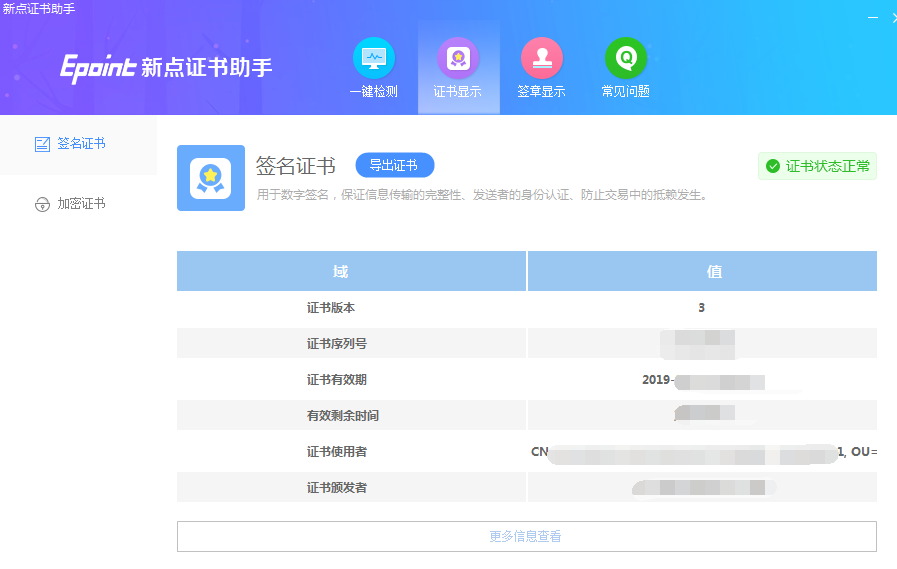 新点证书助手
Epoint 新点证书助手
一键检测 证书显示 签章显示 常见问题
签名证书
加密证书
签名证书 导出证书
用于数字签名，保证信息传输的完整性、发送者的身份认证、防止交易中的抵赖发生。
证书状态正常
域 值
证书版本 3
证书序列号
证书有效期 2019-
有效剩余时间
证书使用者 CN 1, OU=
证书颁发者
更多信息查看